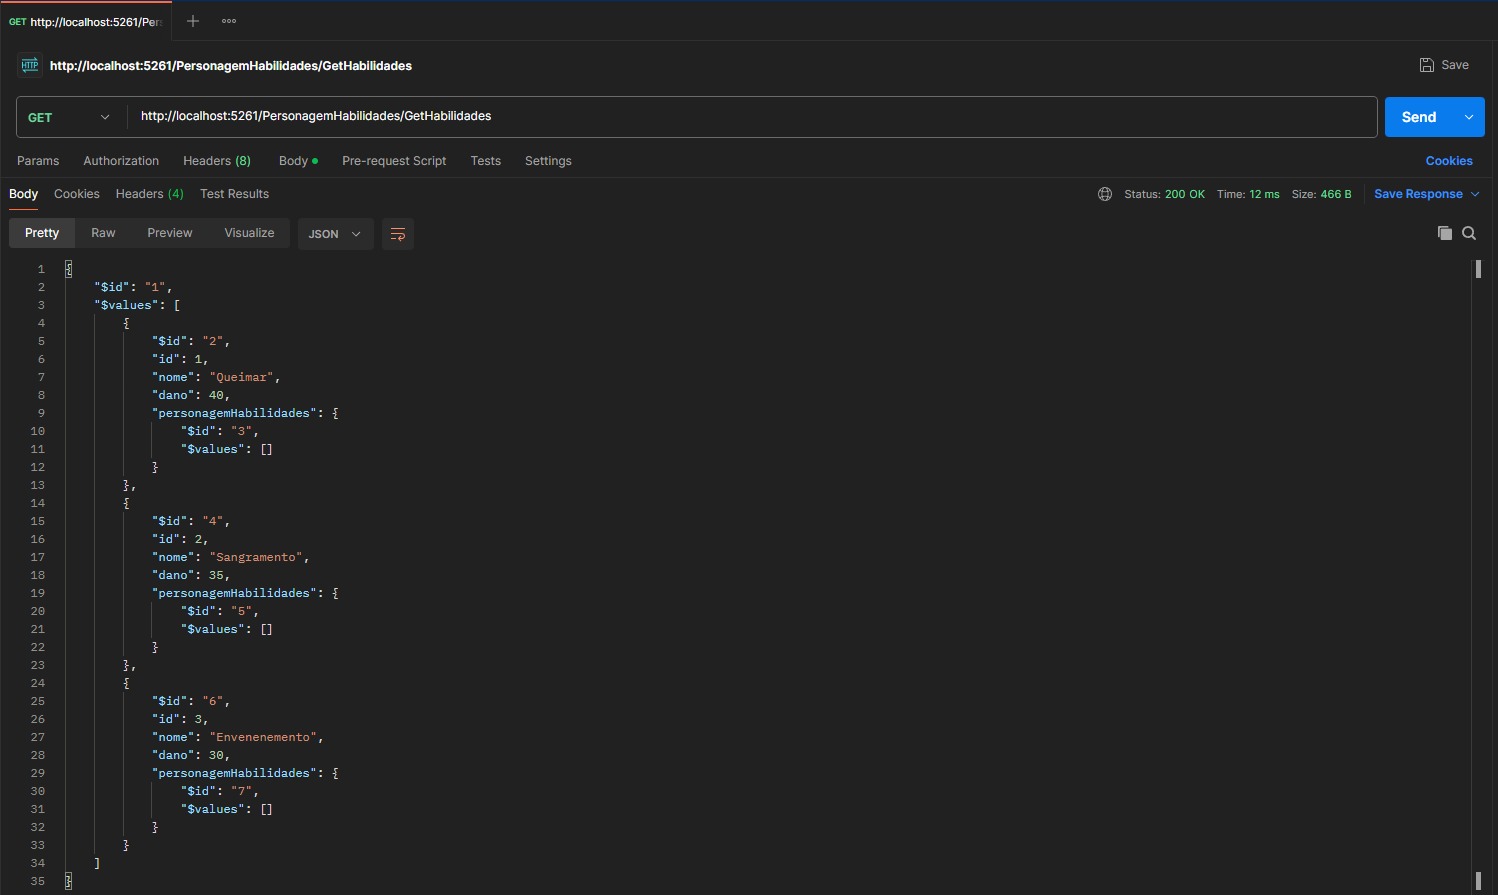 GET http://localhost:5261/Per
http://localhost:5261/PersonagemHabilidades/GetHabilidades
Save
GET
http://localhost:5261/PersonagemHabilidades/GetHabilidades
Send
Params Authorization Headers (8) Body Pre-request Script Tests Settings Cookies
Body Cookies Headers (4) Test Results Status: 200 OK Time: 12 ms Size: 466 B Save Response
Pretty Raw Preview Visualize JSON
1 {
2 "$id": "1",
3 "$values": [
4 {
5 "$id": "2",
6 "id": 1,
7 "nome": "Queimar",
8 "dano": 40,
9 "personagemHabilidades": {
10 "$id": "3",
11 "$values": []
12 }
13 },
14 {
15 "$id": "4",
16 "id": 2,
17 "nome": "Sangramento",
18 "dano": 35,
19 "personagemHabilidades": {
20 "$id": "5",
21 "$values": []
22 }
23 },
24 {
25 "$id": "6",
26 "id": 3,
27 "nome": "Envenenemento",
28 "dano": 30,
29 "personagemHabilidades": {
30 "$id": "7",
31 "$values": []
32 }
33 }
34 ]
35 }